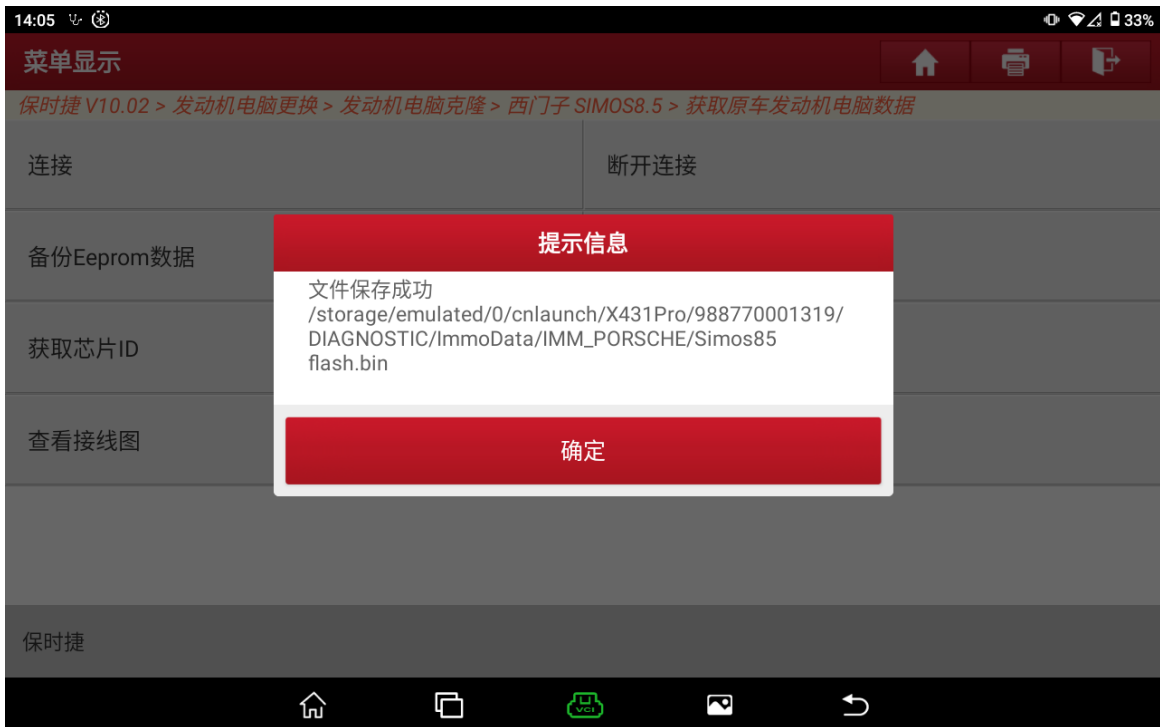 14:05
33%
菜单显示
保时捷 V10.02 > 发动机电脑更换 > 发动机电脑克隆 > 西门子 SIMOS8.5 > 获取原车发动机电脑数据
连接
断开连接
备份Eeprom数据
获取芯片ID
查看接线图
提示信息
文件保存成功
/storage/emulated/0/cnlaunch/X431Pro/988770001319/
DIAGNOSTIC/ImmoData/IMM_PORSCHE/Simos85
flash.bin
确定
保时捷
VCI